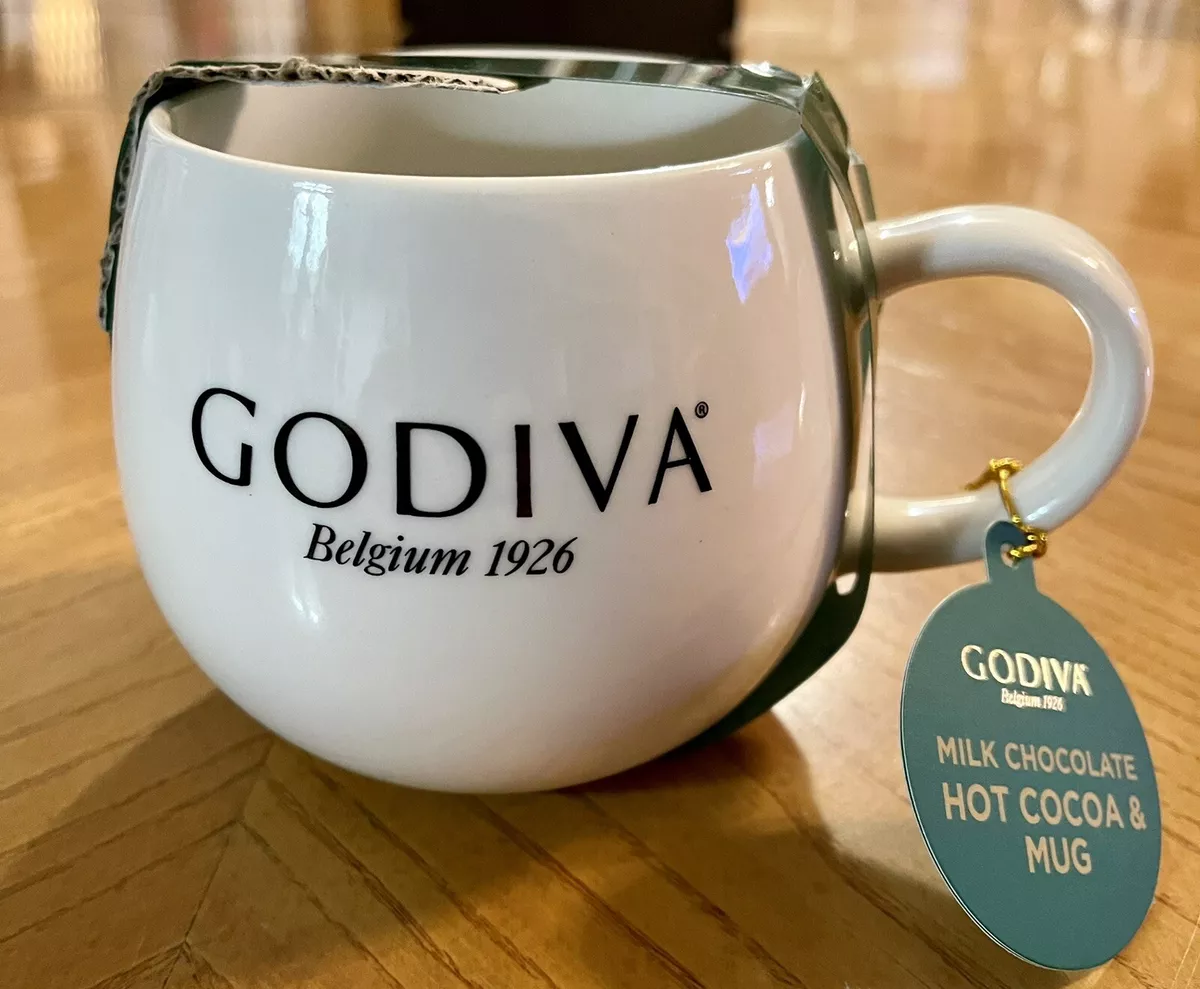 GODIVA®
Belgium 1926
GODIVA
Belgium 1926
MILK CHOCOLATE
HOT COCOA &
MUG